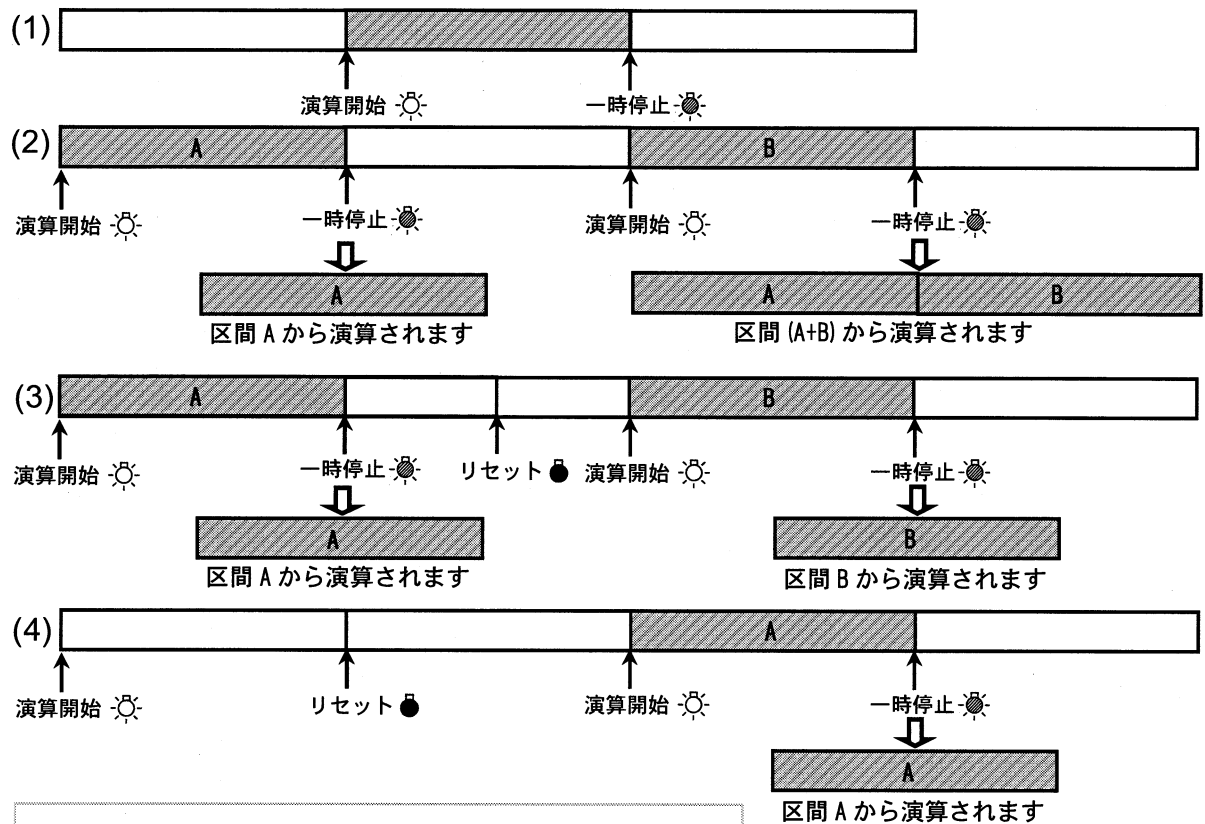 (1)
演算開始 一時停止
(2) A B
演算開始 一時停止 演算開始 一時停止
A A B
区間 A から演算されます 区間 (A+B) から演算されます
(3) A B
演算開始 一時停止 リセット 演算開始 一時停止
A B
区間 A から演算されます 区間 B から演算されます
(4) A
演算開始 リセット 演算開始 一時停止
A
区間 A から演算されます